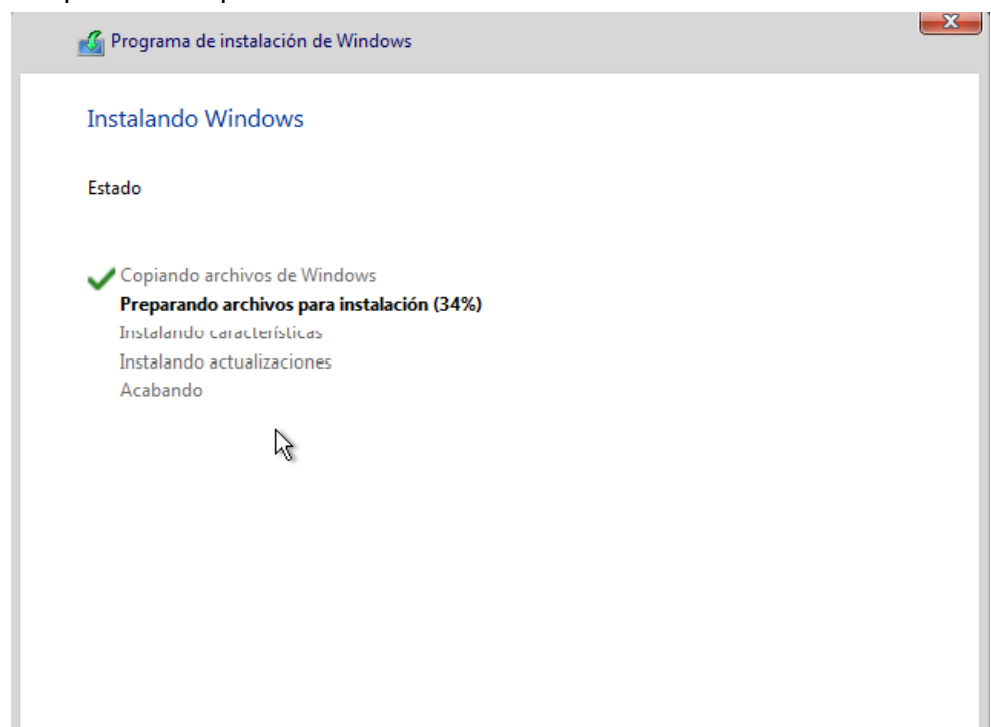 Programa de instalación de Windows
Instalando Windows
Estado
Copiando archivos de Windows
Preparando archivos para instalación (34%)
Instalando características
Instalando actualizaciones
Acabando